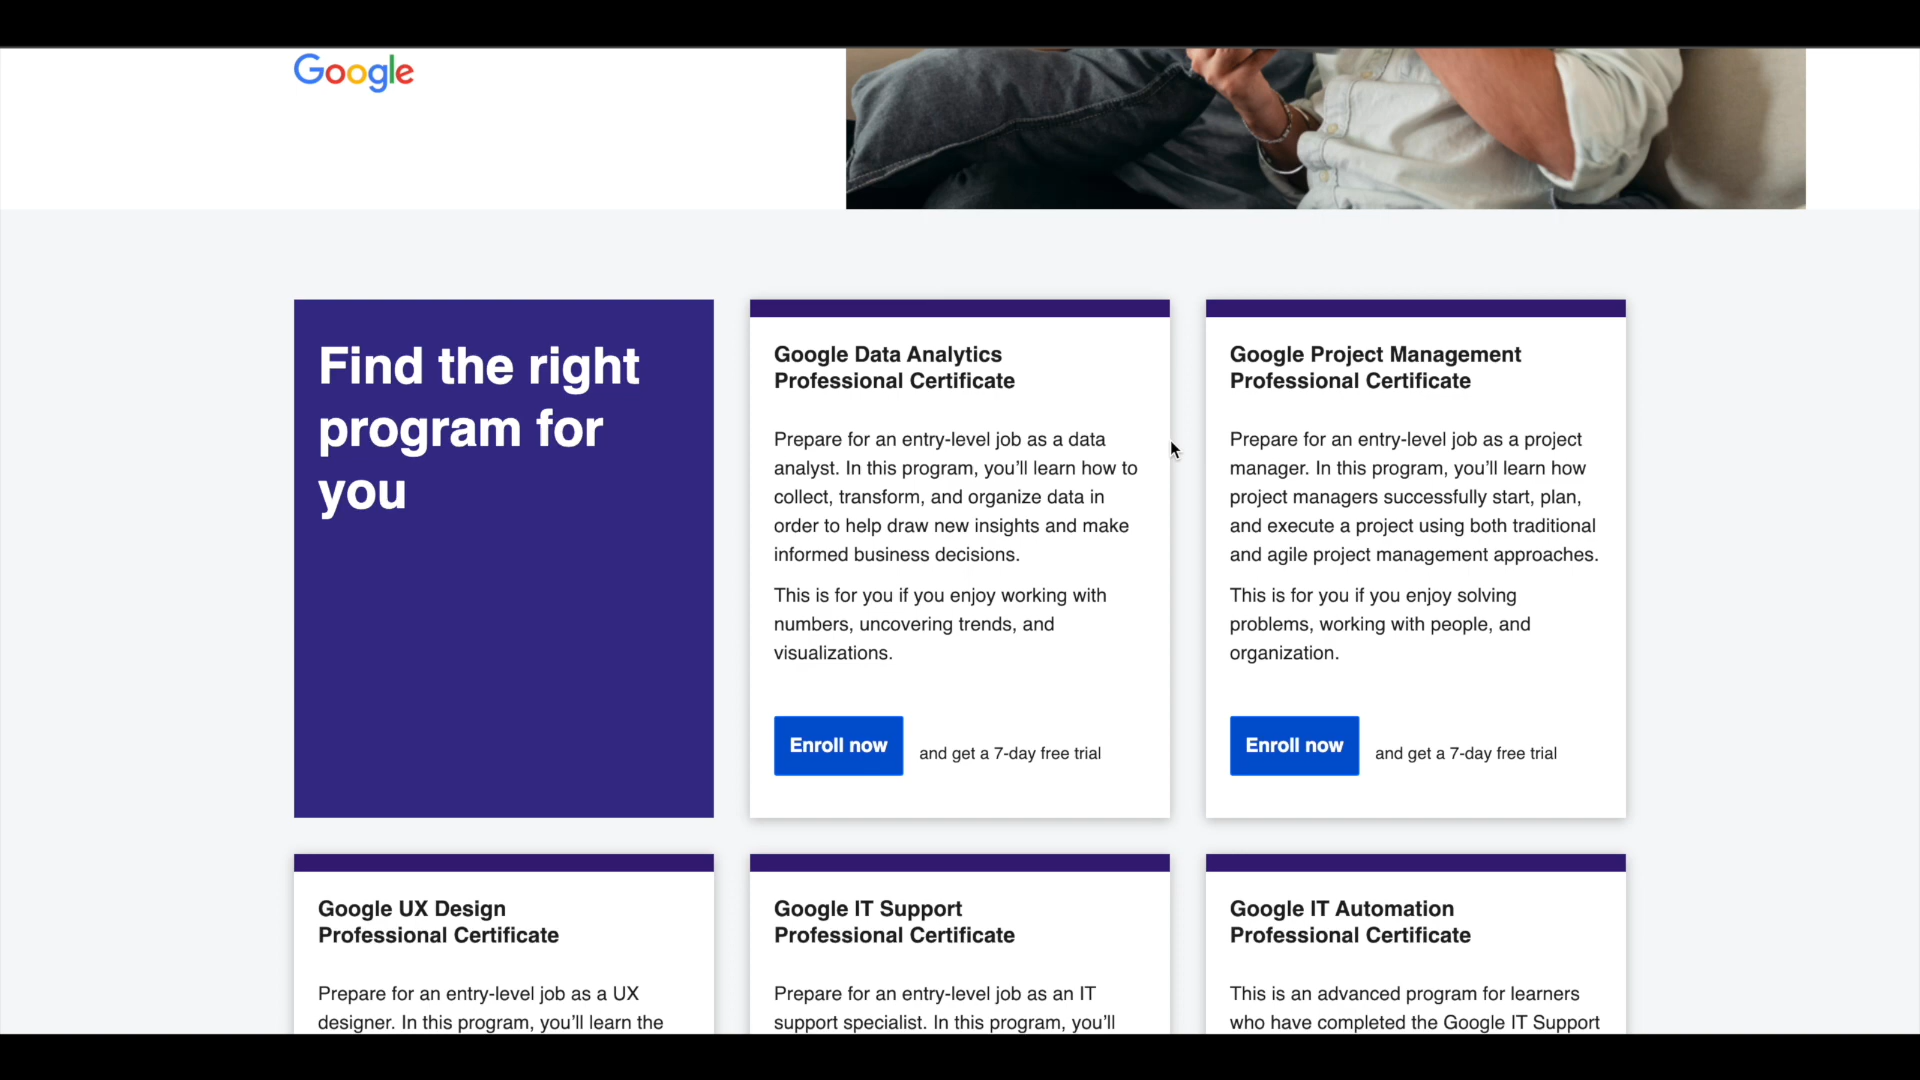 Google
Find the right
program for
you
Google Data Analytics
Professional Certificate
Prepare for an entry-level job as a data
analyst. In this program, you’ll learn how to
collect, transform, and organize data in
order to help draw new insights and make
informed business decisions.
This is for you if you enjoy working with
numbers, uncovering trends, and
visualizations.
Enroll now and get a 7-day free trial
Google Project Management
Professional Certificate
Prepare for an entry-level job as a project
manager. In this program, you’ll learn how
project managers successfully start, plan,
and execute a project using both traditional
and agile project management approaches.
This is for you if you enjoy solving
problems, working with people, and
organization.
Enroll now and get a 7-day free trial
Google UX Design
Professional Certificate
Prepare for an entry-level job as a UX
designer. In this program, you’ll learn the
Google IT Support
Professional Certificate
Prepare for an entry-level job as an IT
support specialist. In this program, you’ll
Google IT Automation
Professional Certificate
This is an advanced program for learners
who have completed the Google IT Support